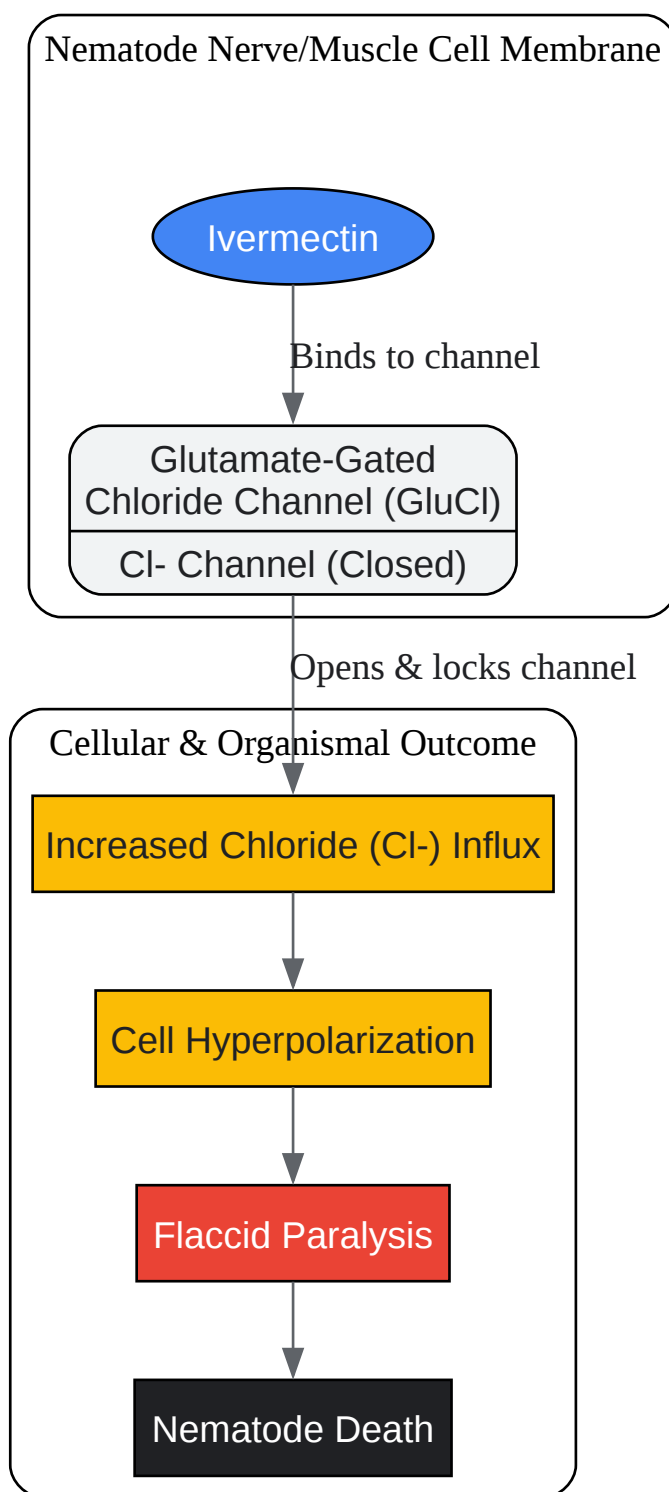 Nematode Nerve/Muscle Cell Membrane
Ivermectin
Binds to channel
Glutamate-Gated
Chloride Channel (GluCl)
Cl- Channel (Closed)
Opens & locks channel
Cellular & Organismal Outcome
Increased Chloride (Cl-) Influx
Cell Hyperpolarization
Flaccid Paralysis
Nematode Death